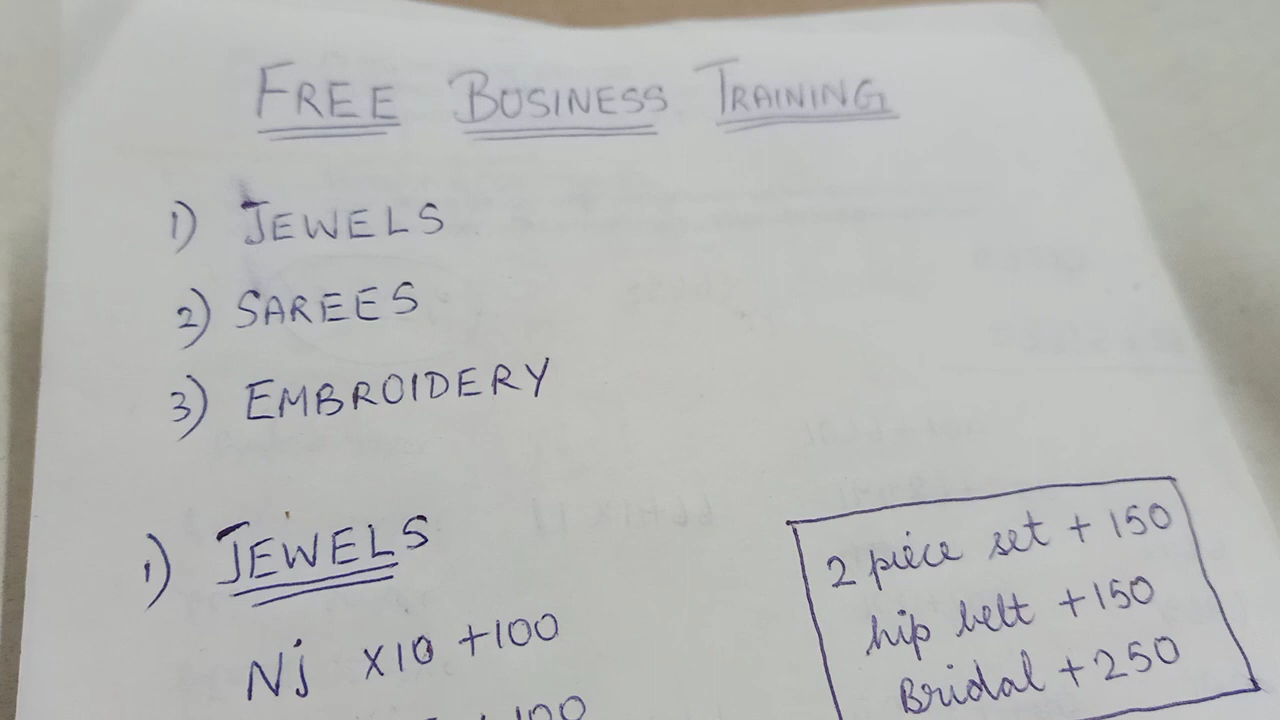 FREE BUSINESS TRAINING
1) JEWELS
2) SAREES
3) EMBROIDERY
1) JEWELS
Nj x10 +100
+ 100
2 piece set + 150
hip belt +150
Bridal +250